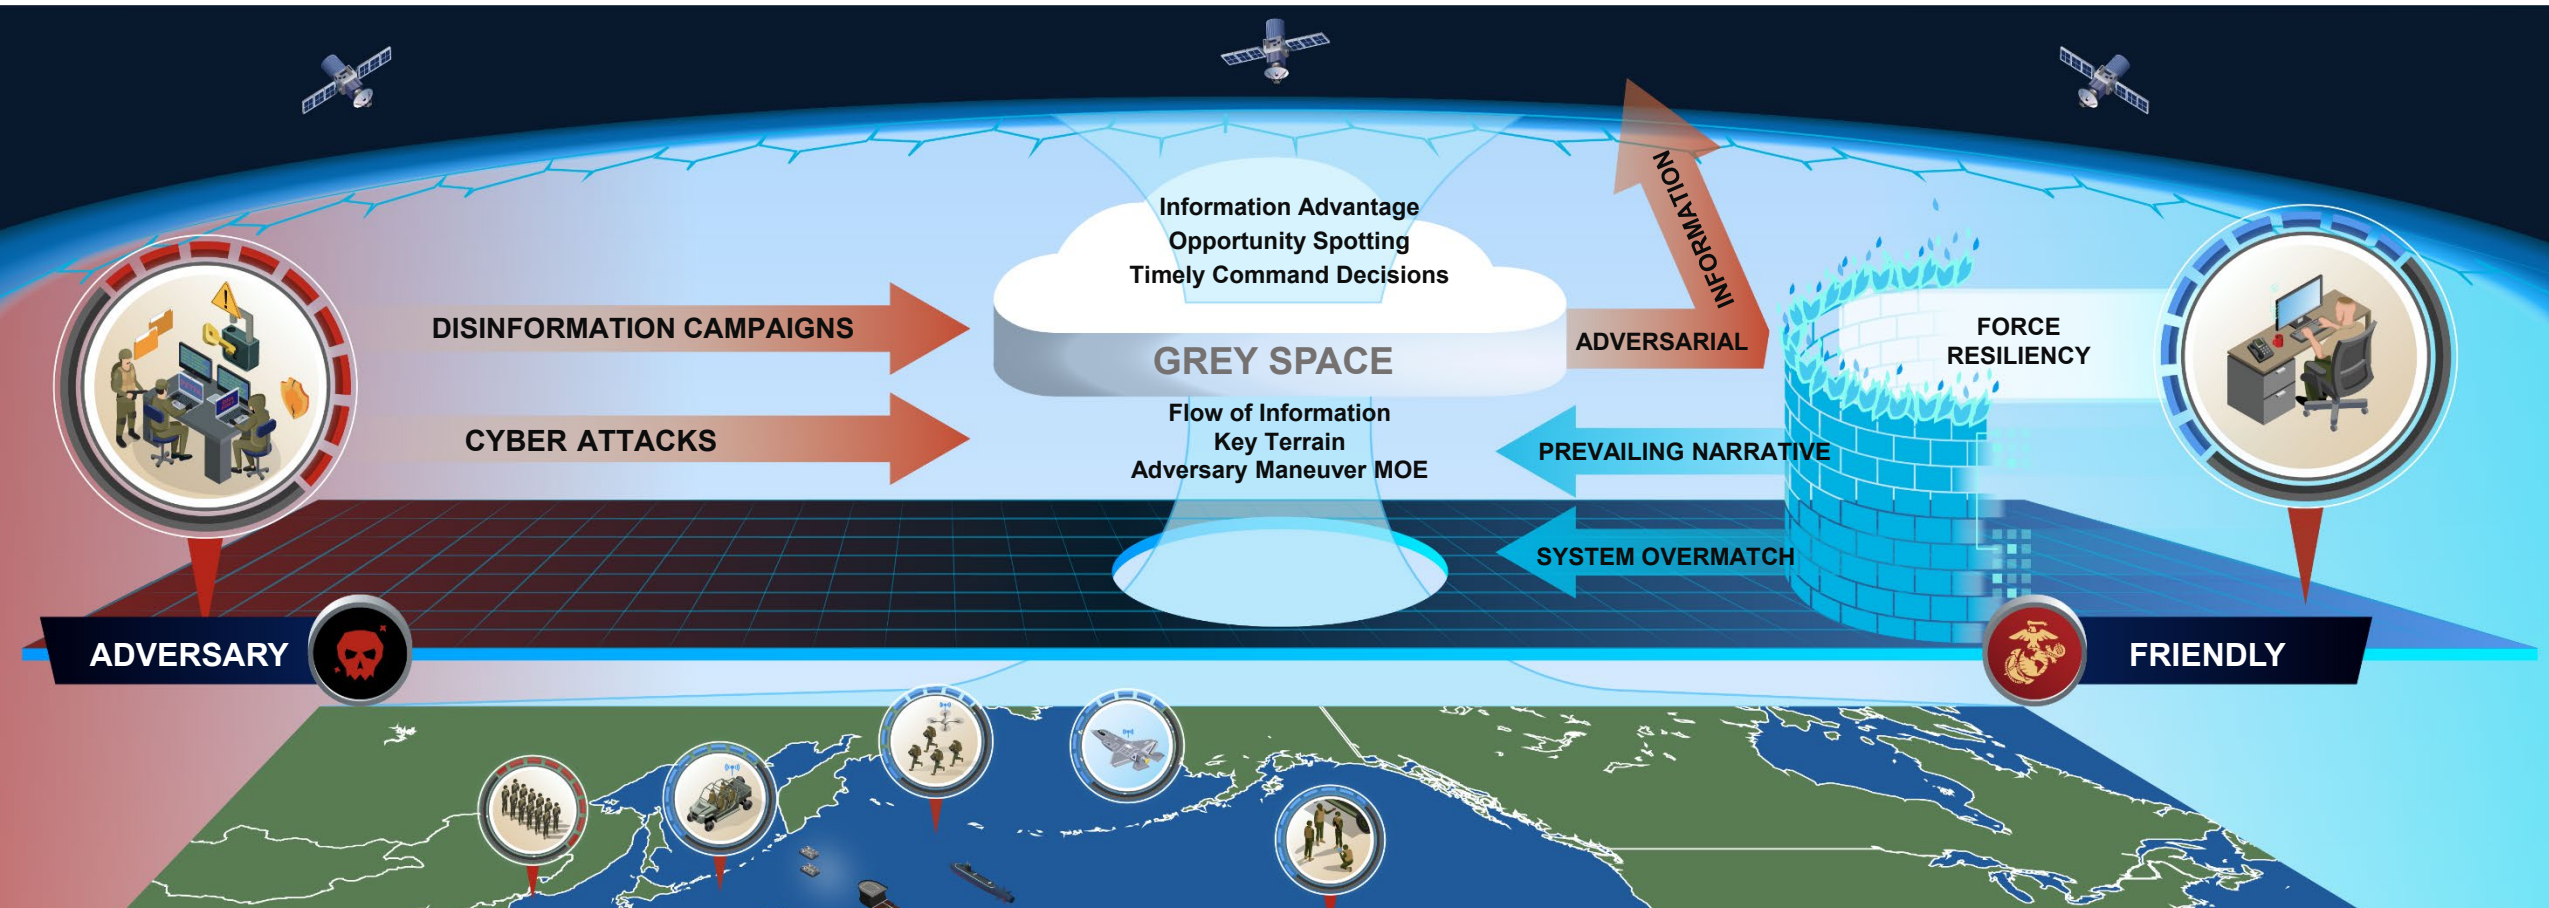 Information Advantage
Opportunity Spotting
Timely Command Decisions
DISINFORMATION CAMPAIGNS
GREY SPACE
ADVERSARIAL
INFORMATION
FORCE
RESILIENCY
CYBER ATTACKS
Flow of Information
Key Terrain
Adversary Maneuver MOE
PREVAILING NARRATIVE
SYSTEM OVERMATCH
ADVERSARY
FRIENDLY